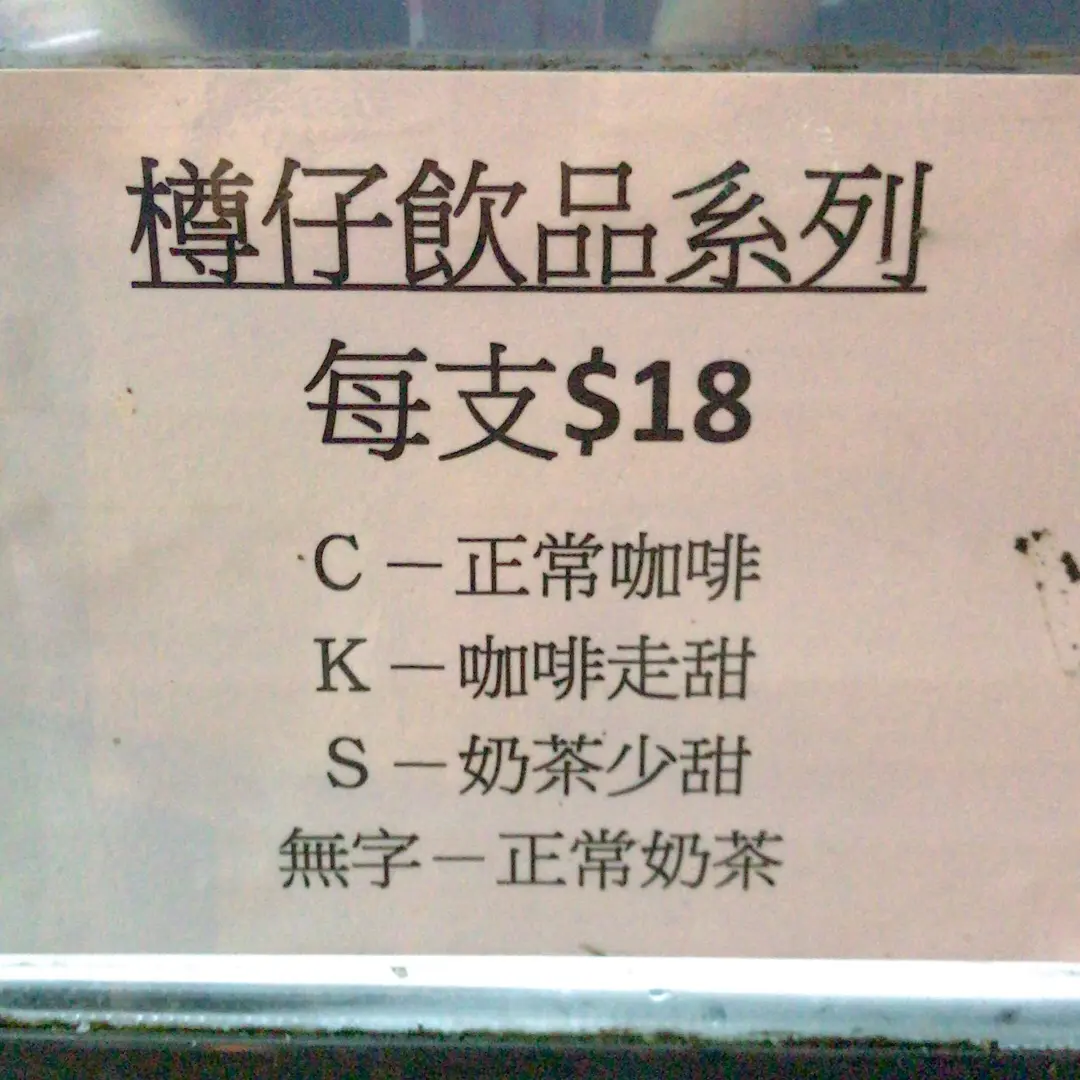 樽仔飲品系列
每支$18
C－正常咖啡
K－咖啡走甜
S－奶茶少甜
無字－正常奶茶